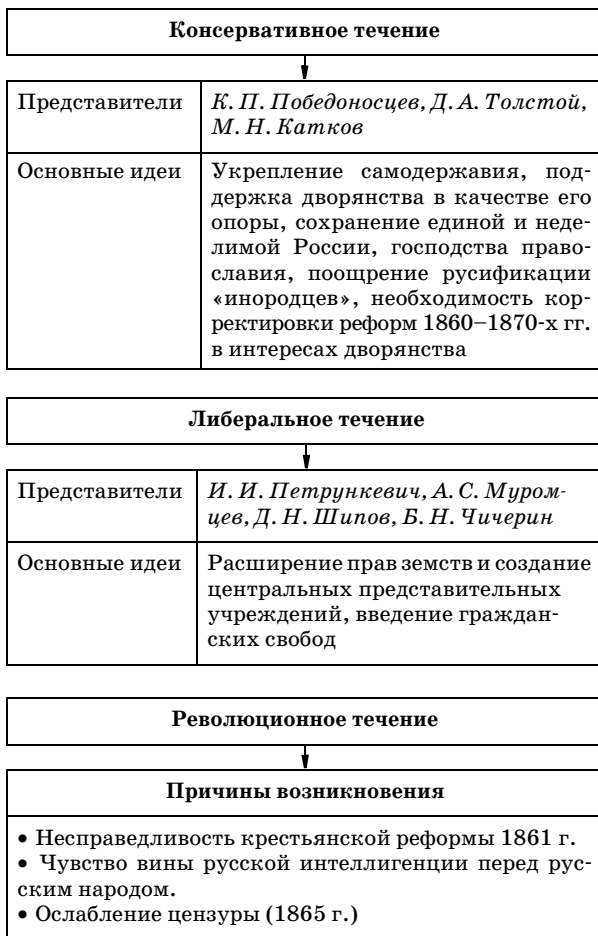 Консервативное течение
Представители
К. П. Победоносцев, Д. А. Толстой,
М. Н. Катков
Основные идеи
Укрепление самодержавия, под-
держка дворянства в качестве его
опоры, сохранение единой и неде-
лимой России, господства право-
славия, поощрение русификации
«инородцев», необходимость кор-
ректировки реформ 1860–1870-х гг.
в интересах дворянства
Либеральное течение
Представители
И. И. Петрункевич, А. С. Муром-
цев, Д. Н. Шипов, Б. Н. Чичерин
Основные идеи
Расширение прав земств и создание
центральных представительных
учреждений, введение граждан-
ских свобод
Революционное течение
Причины возникновения
• Несправедливость крестьянской реформы 1861 г.
• Чувство вины русской интеллигенции перед рус-
ским народом.
• Ослабление цензуры (1865 г.)